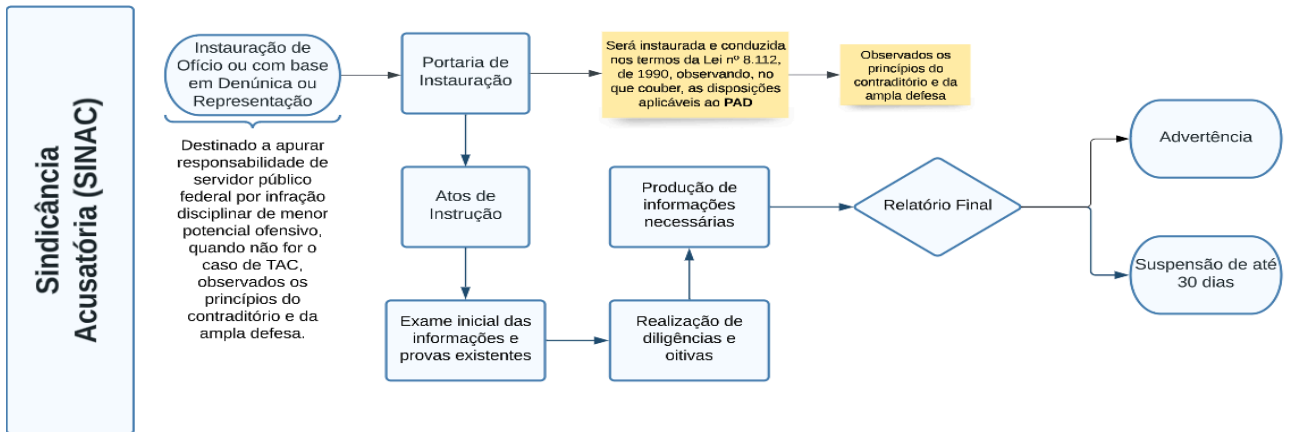 Sindicância
Acusatória (SINAC)
Instauração de
Ofício ou com base
em Denúnica ou
Representação
Destinado a apurar
responsabilidade de
servidor público
federal por infração
disciplinar de menor
potencial ofensivo,
quando não for o
caso de TAC,
observados os
princípios do
contraditório e da
ampla defesa.
Portaria de
Instauração
Será instaurada e conduzida
nos termos da Lei nº 8.112,
de 1990, observando, no
que couber, as disposições
aplicáveis ao PAD
Observados os
princípios do
contraditório e da
ampla defesa
Atos de
Instrução
Exame inicial das
informações e
provas existentes
Realização de
diligências e
oitivas
Produção de
informações
necessárias
Relatório Final
Advertência
Suspensão de até
30 dias